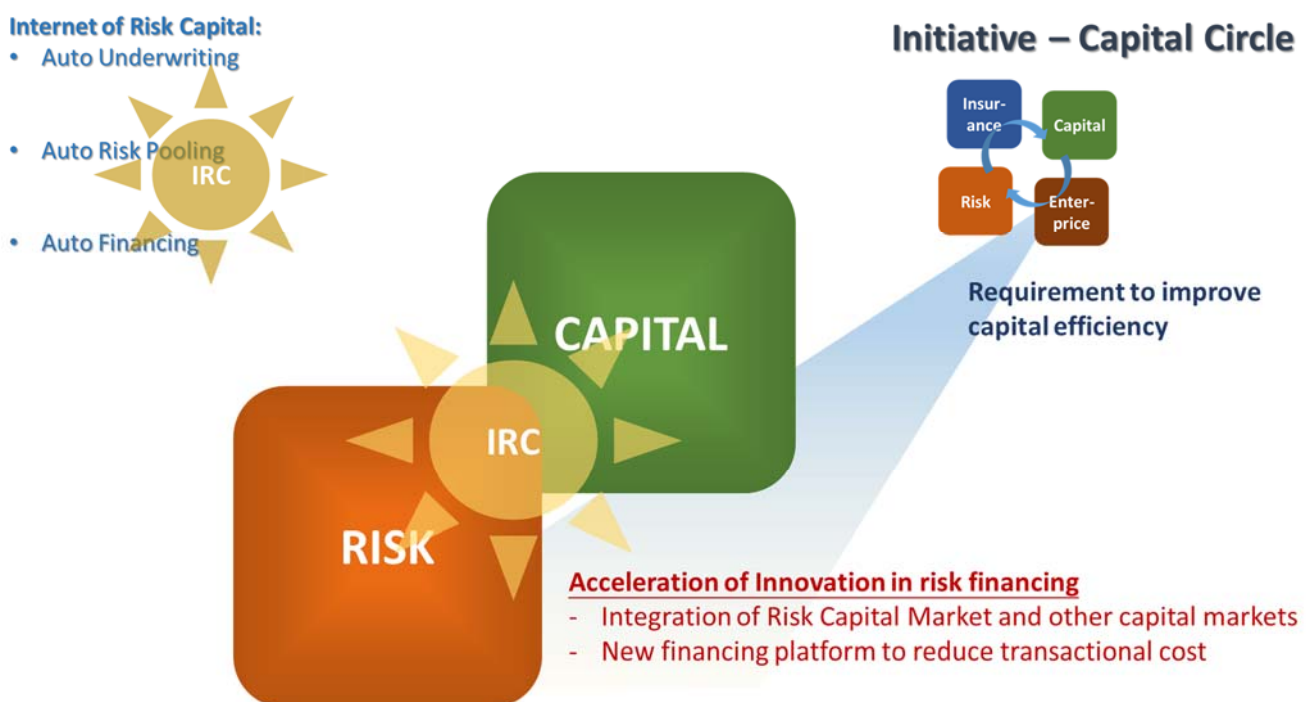 Internet of Risk Capital:
• Auto Underwriting
• Auto Risk Pooling
IRC
• Auto Financing
Initiative – Capital Circle
Insur-
ance
Capital
Risk
Enter-
price
Requirement to improve
capital efficiency
CAPITAL
IRC
RISK
Acceleration of Innovation in risk financing
- Integration of Risk Capital Market and other capital markets
- New financing platform to reduce transactional cost